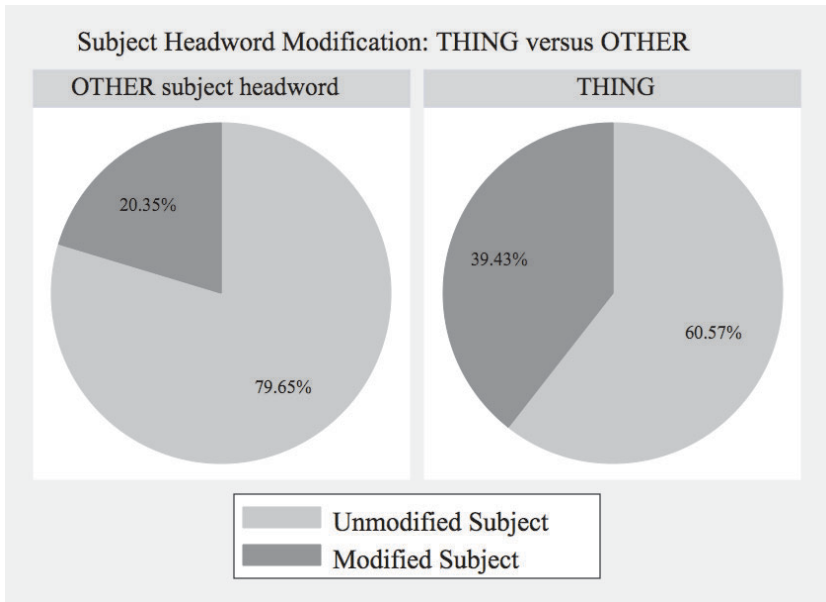 Subject Headword Modification: THING versus OTHER
OTHER subject headword
THING
20.35%
79.65%
39.43%
60.57%
Unmodified Subject
Modified Subject